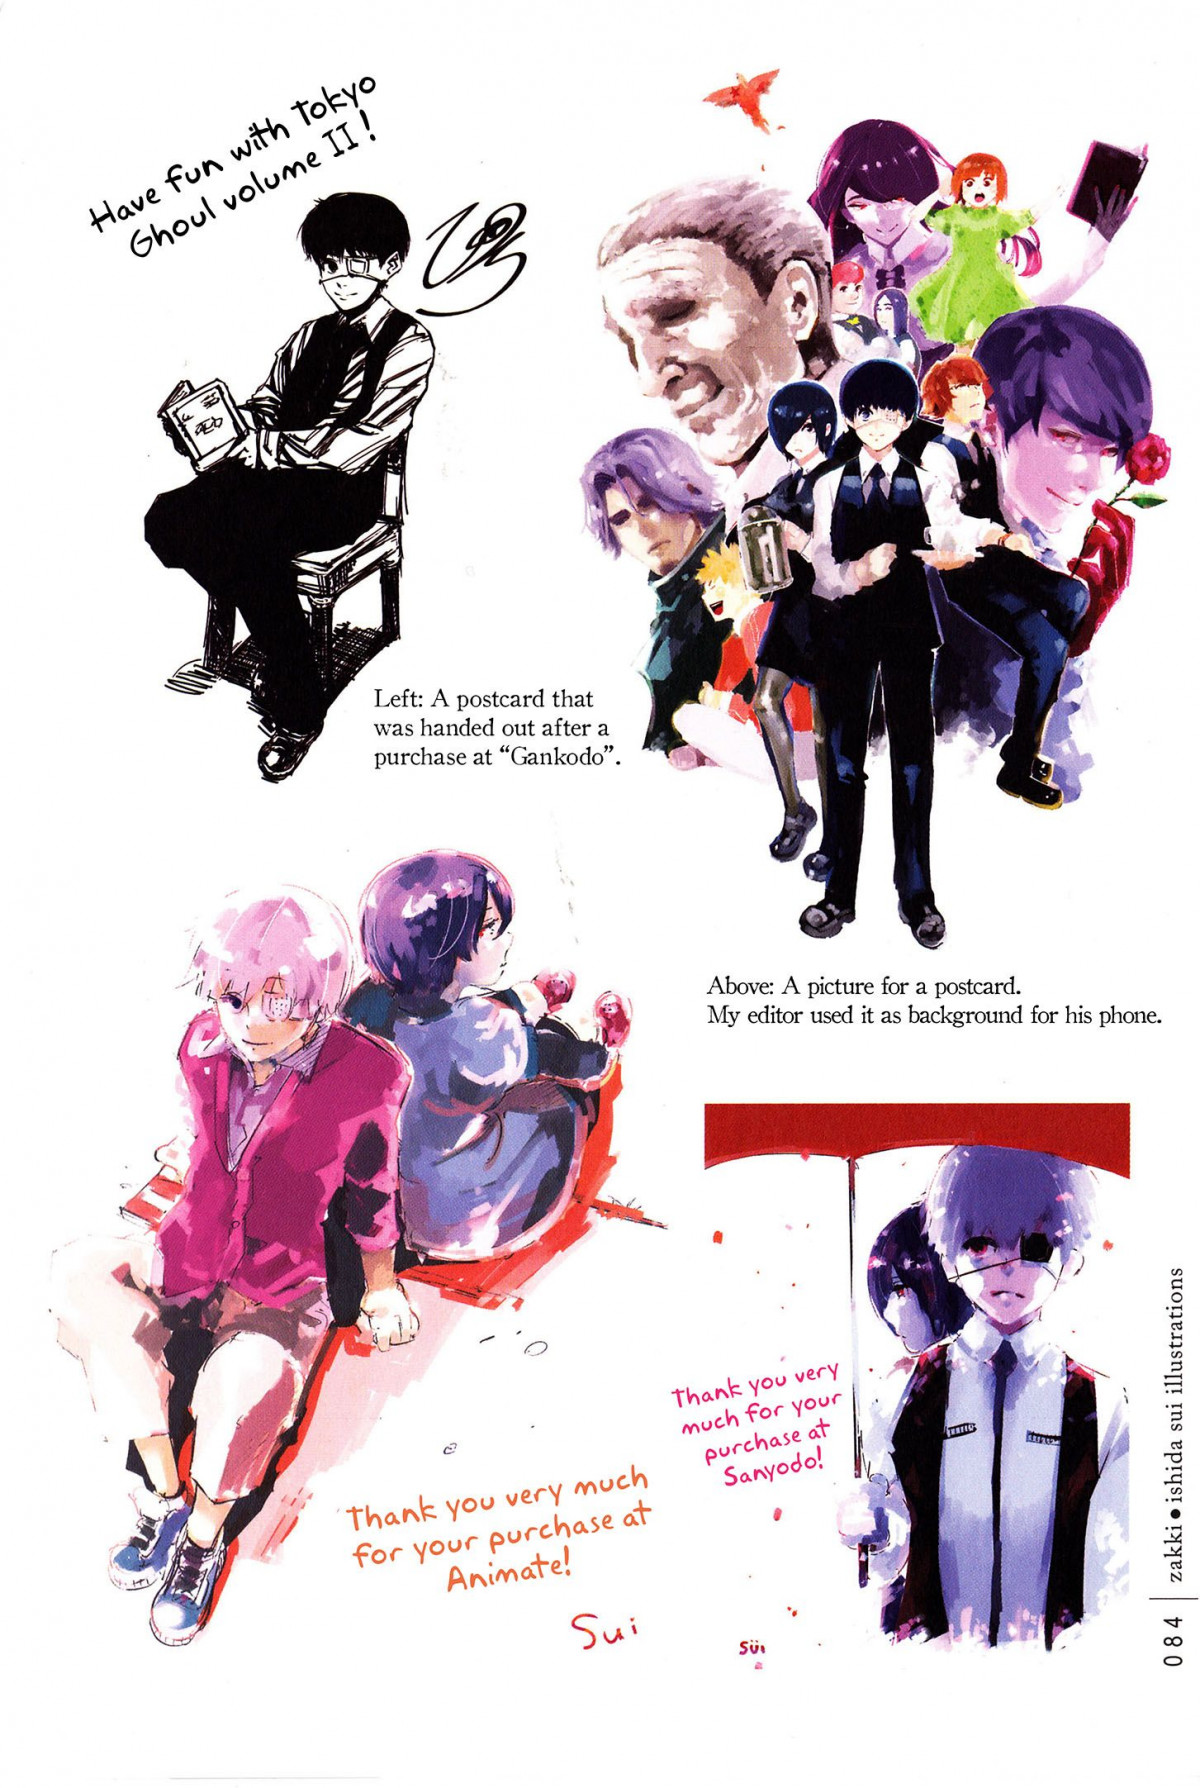 Have fun with Tokyo
Ghoul volume II!
Left: A postcard that
was handed out after a
purchase at “Gankodo”.
Above: A picture for a postcard.
My editor used it as background for his phone.
Thank you very
much for your
purchase at
Sanyodo!
Thank you very much
for your purchase at
Animate!
Sui
süi
084 | zakki●ishida sui illustrations